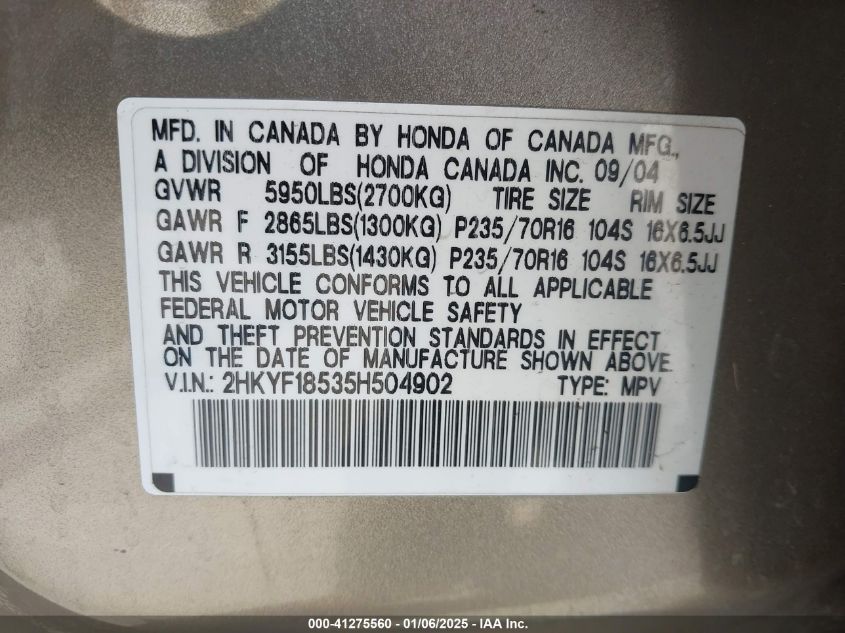 MFD. IN CANADA BY HONDA OF CANADA MFG.,
A DIVISION OF HONDA CANADA INC. 09/04
GVWR 5950LBS(2700KG) TIRE SIZE RIM SIZE
GAWR F 2865LBS(1300KG) P235/70R16 104S 16X6.5JJ
GAWR R 3155LBS(1430KG) P235/70R16 104S 16X6.5JJ
THIS VEHICLE CONFORMS TO ALL APPLICABLE
FEDERAL MOTOR VEHICLE SAFETY
AND THEFT PREVENTION STANDARDS IN EFFECT
ON THE DATE OF MANUFACTURE SHOWN ABOVE.
V.I.N.: 2HKYF18535H504902 TYPE: MPV
000-41275560 - 01/06/2025 - IAA Inc.